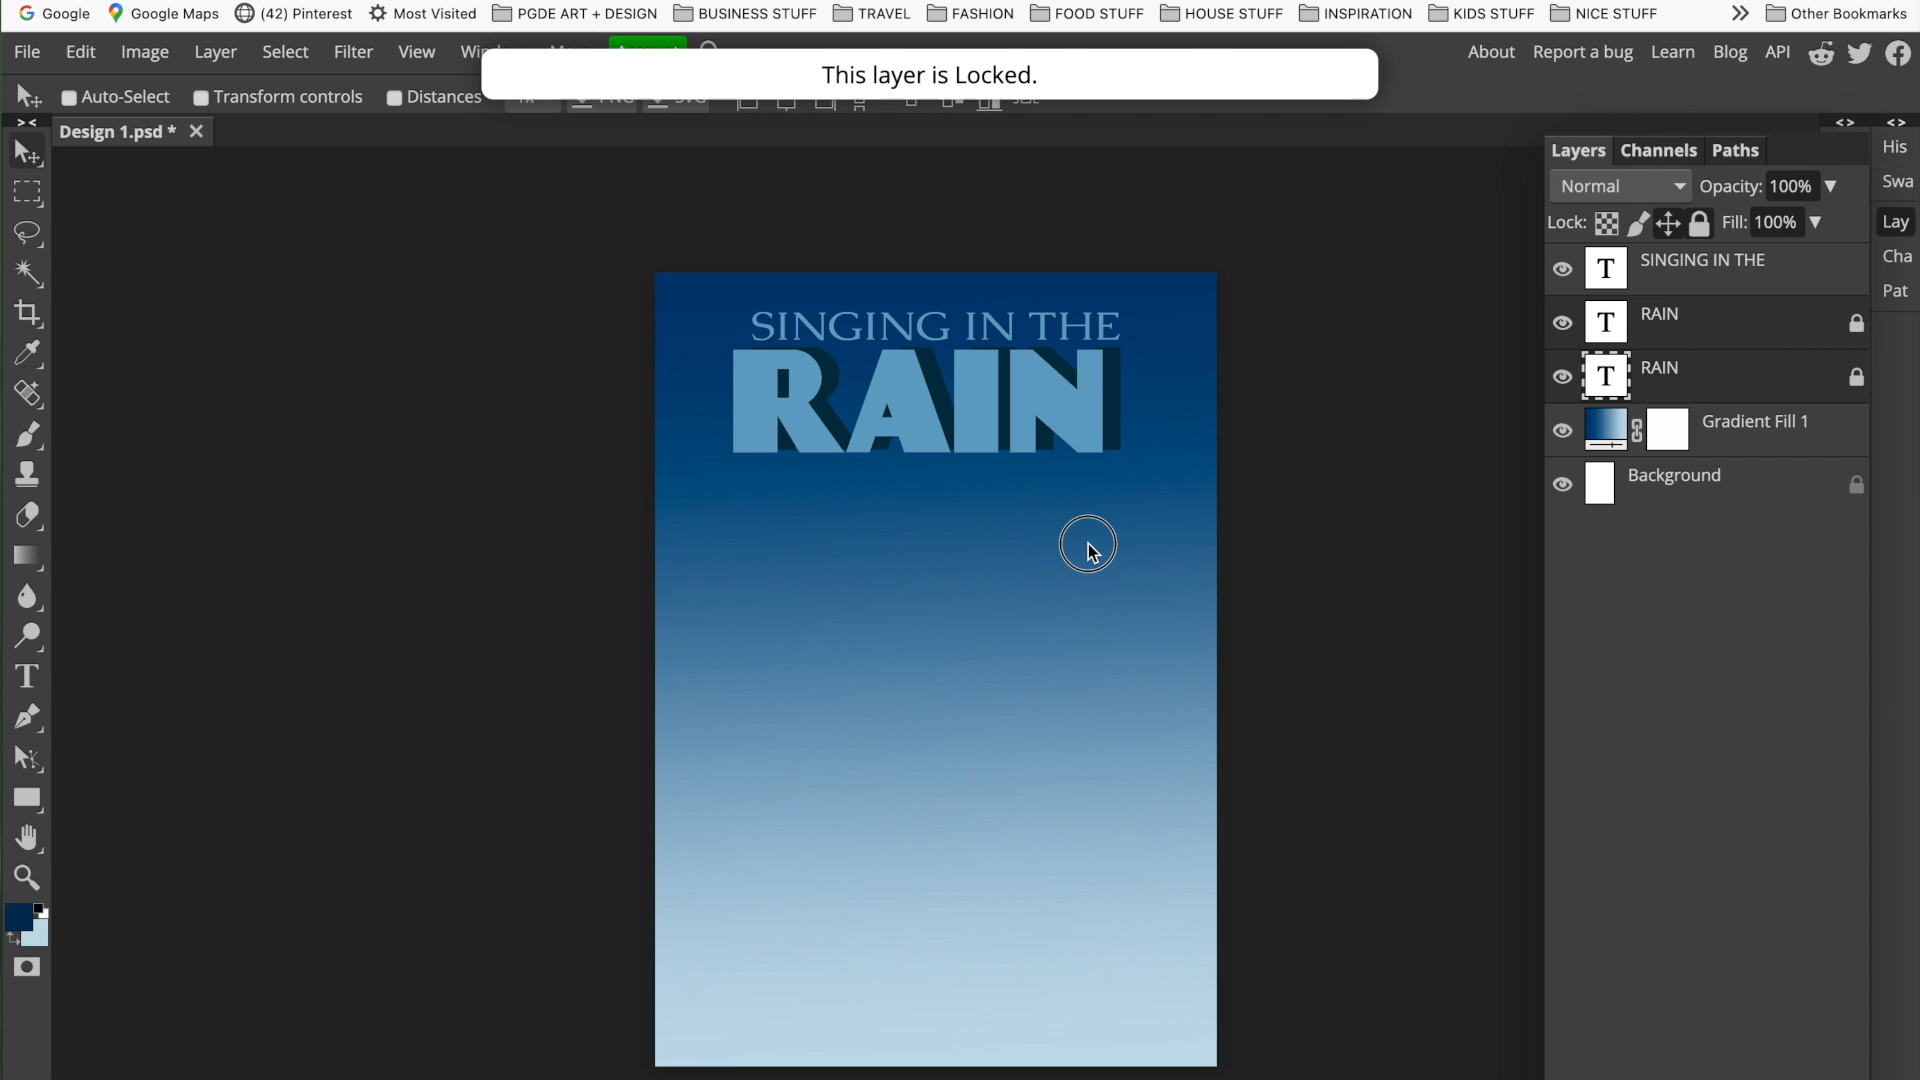 Google Google Maps (42) Pinterest Most Visited PGDE ART + DESIGN BUSINESS STUFF TRAVEL FASHION FOOD STUFF HOUSE STUFF INSPIRATION KIDS STUFF NICE STUFF Other Bookmarks
File Edit Image Layer Select Filter View About Report a bug Learn Blog API
This layer is Locked.
Auto-Select Transform controls Distances
Design 1.psd *
Layers Channels Paths
His
Normal Opacity: 100%
Swa
Lock: Fill: 100%
Lay
SINGING IN THE
Cha
Pat
RAIN
RAIN
Gradient Fill 1
Background
SINGING IN THE
RAIN